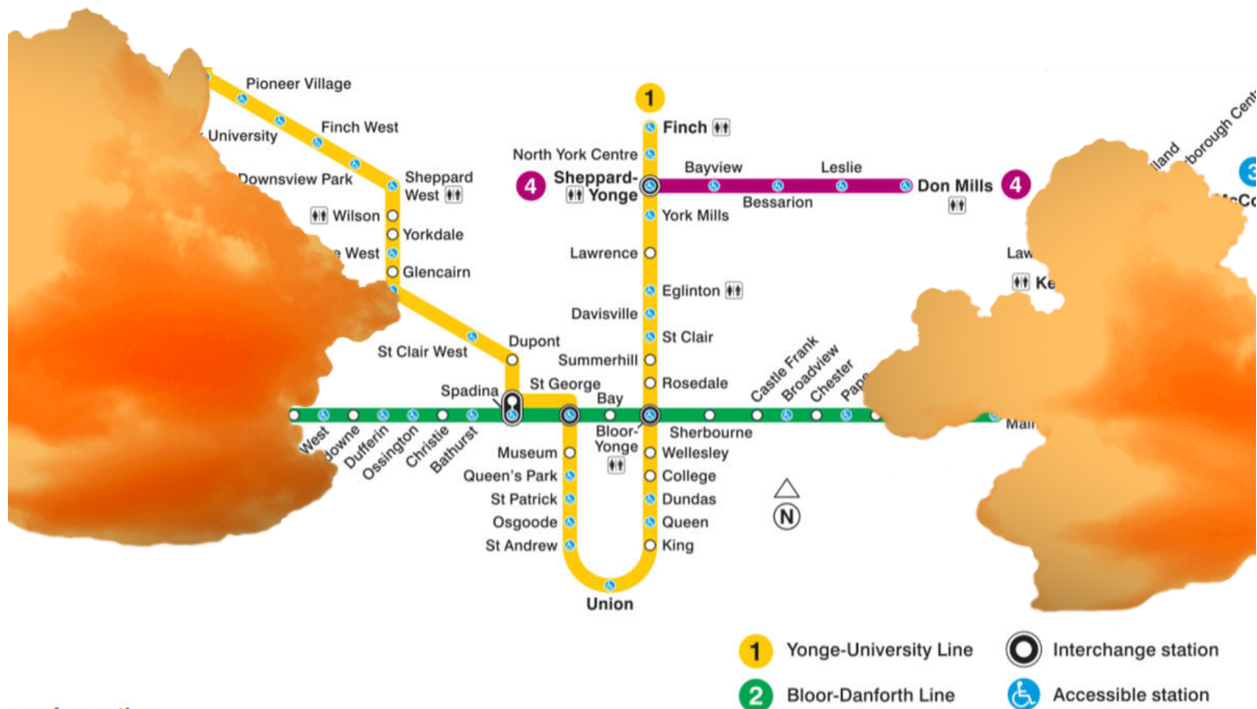 Pioneer Village
University
Finch West
Downsview Park
Sheppard
West
Wilson
Yorkdale
West
Glencairn
St Clair West
Dupont
Spadina
St George
1
Finch
North York Centre
4
Sheppard-
Yonge
Bayview
Leslie
Bessarion
Don Mills
4
York Mills
Lawrence
Eglinton
Davisville
St Clair
Summerhill
Rosedale
Bay
Bloor-
Yonge
Sherbourne
Castle Frank
Broadview
Chester
West
Dufferin
Ossington
Christie
Bathurst
Museum
Queen's Park
St Patrick
Osgoode
St Andrew
Union
Wellesley
College
Dundas
Queen
King
N
3
1
Yonge-University Line
Interchange station
2
Bloor-Danforth Line
Accessible station